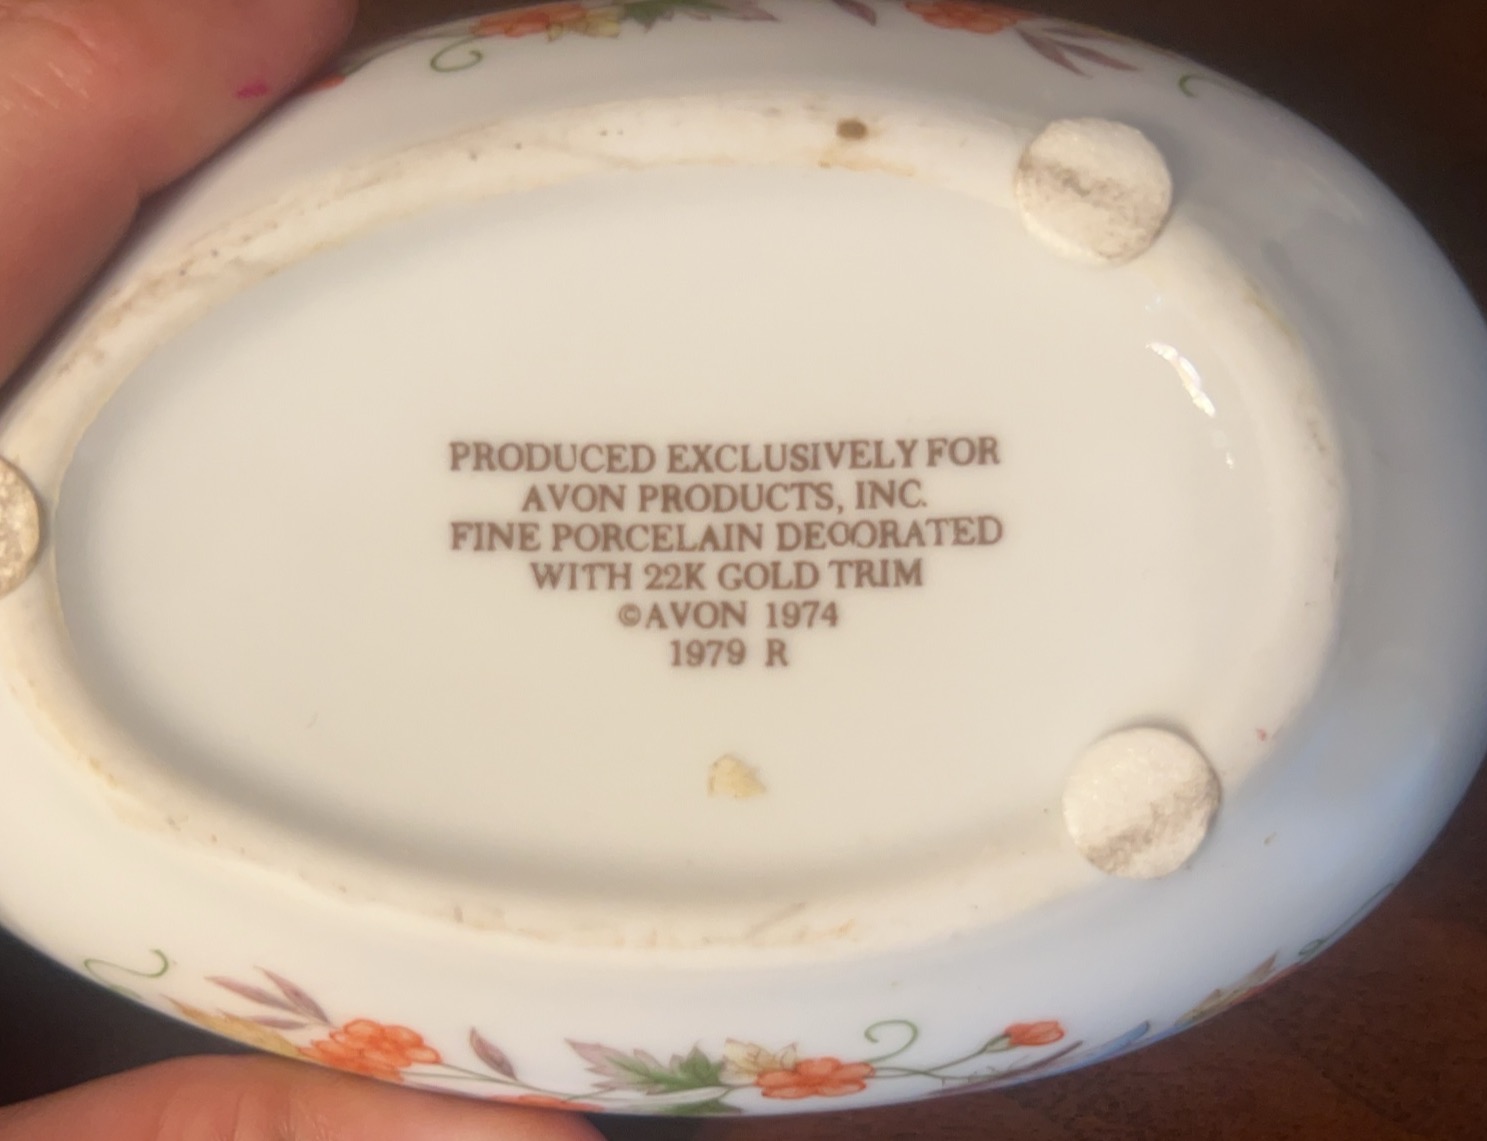 PRODUCED EXCLUSIVELY FOR
AVON PRODUCTS, INC.
FINE PORCELAIN DECORATED
WITH 22K GOLD TRIM
©AVON 1974
1979 R